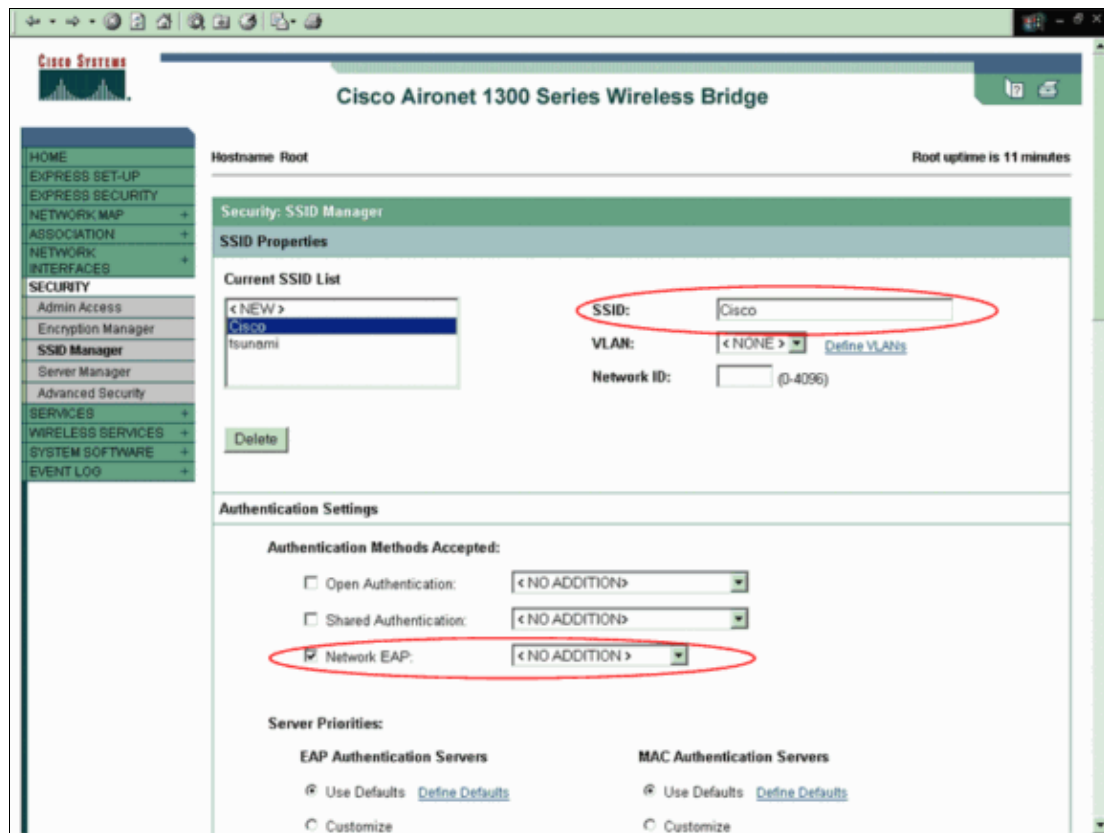 CISCO SYSTEMS
Cisco Aironet 1300 Series Wireless Bridge
Hostname Root
Root uptime is 11 minutes
HOME
EXPRESS SET-UP
EXPRESS SECURITY
NETWORK MAP +
ASSOCIATION +
NETWORK
INTERFACES +
SECURITY
Admin Access
Encryption Manager
SSID Manager
Server Manager
Advanced Security
SERVICES +
WIRELESS SERVICES +
SYSTEM SOFTWARE +
EVENT LOG +
Security: SSID Manager
SSID Properties
Current SSID List
< NEW >
Cisco
tsunami
Delete
SSID: Cisco
VLAN: < NONE > Define VLANs
Network ID: (0-4096)
Authentication Settings
Authentication Methods Accepted:
Open Authentication: < NO ADDITION>
Shared Authentication: < NO ADDITION>
Network EAP: < NO ADDITION >
Server Priorities:
EAP Authentication Servers
Use Defaults Define Defaults
Customize
MAC Authentication Servers
Use Defaults Define Defaults
Customize